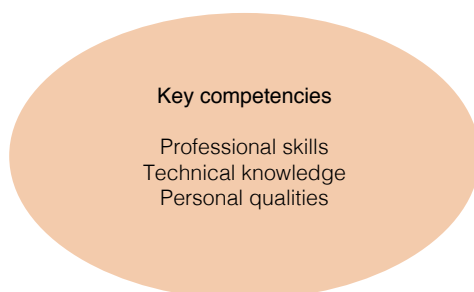 Key competencies
Professional skills
Technical knowledge
Personal qualities